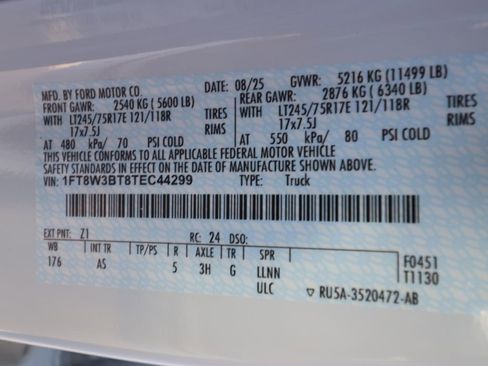 MFD. BY FORD MOTOR CO. 08/25 GVWR: 5216 KG (11499 LB)
FRONT GAWR: 2540 KG ( 5600 LB) REAR GAWR: 2876 KG ( 6340 LB)
WITH LT245/75R17E 121/118R TIRES WITH LT245/75R17E 121/118R TIRES
17x7.5J RIMS 17x7.5J RIMS
AT 480 kPa/ 70 PSI COLD AT 550 kPa/ 80 PSI COLD
THIS VEHICLE CONFORMS TO ALL APPLICABLE FEDERAL MOTOR VEHICLE
SAFETY STANDARDS IN EFFECT ON THE DATE OF MANUFACTURE SHOWN ABOVE.
VIN: 1FT8W3BT8TEC44299 TYPE: Truck
EXT PNT: Z1 RC: 24 DSO:
WB INT TR TP/PS R AXLE TR SPR F0451
176 AS 5 3H G LLNN T1130
ULC ▽ RU5A-3520472-AB